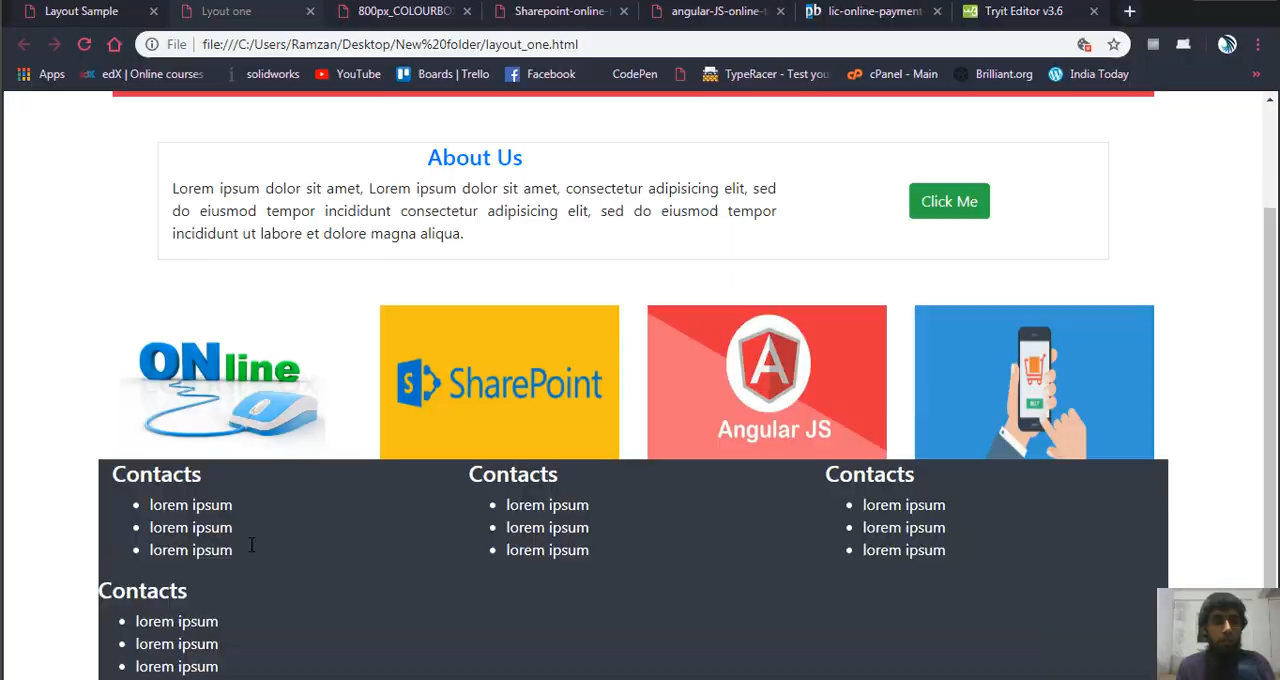 Layout Sample
Lyout one
800px_COLOURBO
Sharepoint-online-
angular-JS-online-t
lic-online-payment
Tryit Editor v3.6
File
file:///C:/Users/Ramzan/Desktop/New%20folder/layout_one.html
Apps
edX | Online courses
solidworks
YouTube
Boards | Trello
Facebook
CodePen
TypeRacer - Test you
cPanel - Main
Brilliant.org
India Today
About Us
Lorem ipsum dolor sit amet, Lorem ipsum dolor sit amet, consectetur adipisicing elit, sed
do eiusmod tempor incididunt consectetur adipisicing elit, sed do eiusmod tempor
incididunt ut labore et dolore magna aliqua.
Click Me
ONline
SharePoint
Angular JS
BUY
Contacts
lorem ipsum
lorem ipsum
lorem ipsum
Contacts
lorem ipsum
lorem ipsum
lorem ipsum
Contacts
lorem ipsum
lorem ipsum
lorem ipsum
Contacts
lorem ipsum
lorem ipsum
lorem ipsum